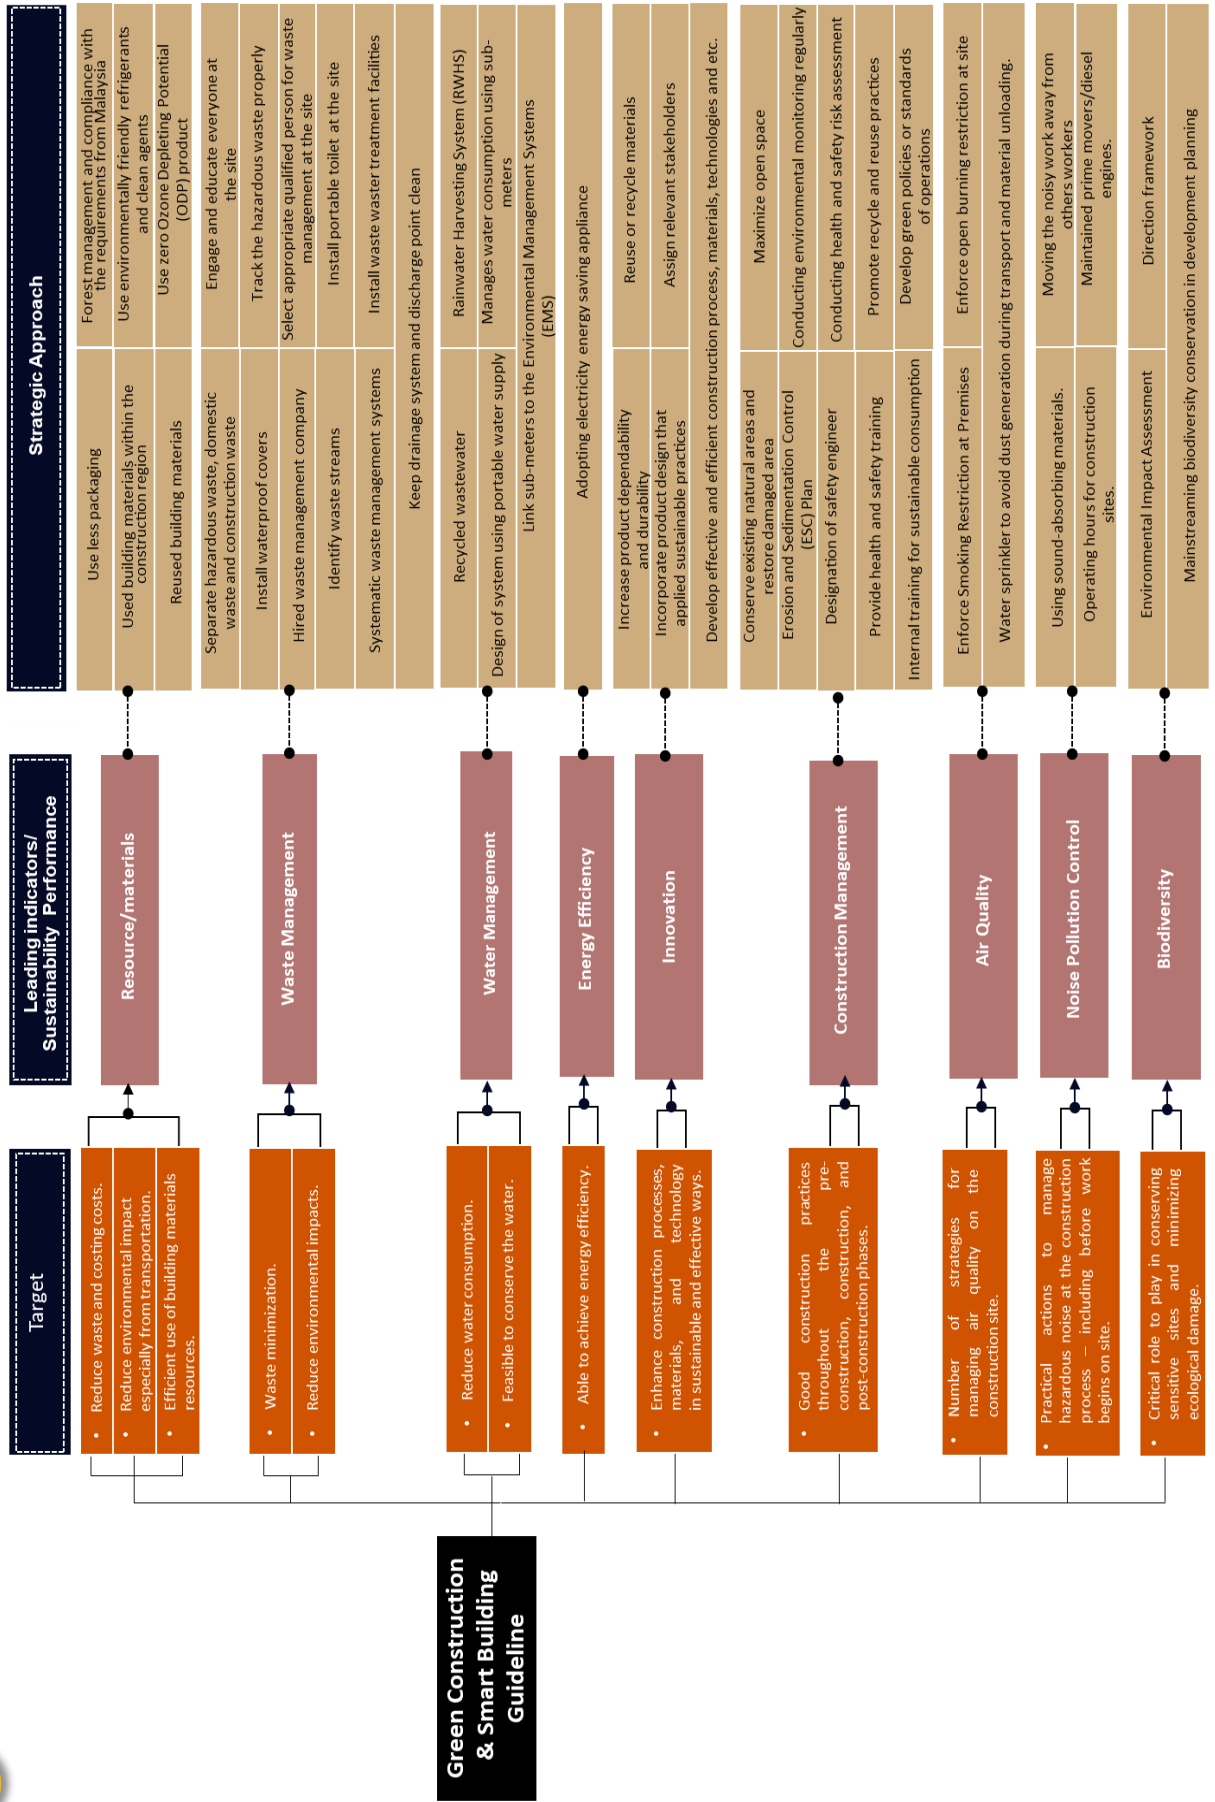 Green Construction
& Smart Building
Guideline
Target
Leading indicators/
Sustainability Performance
Strategic Approach
• Reduce waste and costing costs.
• Reduce environmental impact
especially from transportation.
• Efficient use of building materials
resources.
Resource/materials
Use less packaging
Forest management and compliance with
the requirements from Malaysia
Used building materials within the
construction region
Use environmentally friendly refrigerants
and clean agents
Reused building materials
Use zero Ozone Depleting Potential
(ODP) product
• Waste minimization.
• Reduce environmental impacts.
Waste Management
Separate hazardous waste, domestic
waste and construction waste
Engage and educate everyone at
the site
Install waterproof covers
Track the hazardous waste properly
Hired waste management company
Select appropriate qualified person for waste
management at the site
Identify waste streams
Install portable toilet at the site
Systematic waste management systems
Install waste water treatment facilities
Keep drainage system and discharge point clean
• Reduce water consumption.
• Feasible to conserve the water.
Water Management
Recycled wastewater
Rainwater Harvesting System (RWHS)
Design of system using portable water supply
Manages water consumption using sub-
meters
Link sub-meters to the Environmental Management Systems
(EMS)
• Able to achieve energy efficiency.
Energy Efficiency
Adopting electricity energy saving appliance
• Enhance construction processes,
materials, and technology
in sustainable and effective ways.
Innovation
Increase product dependability
and durability
Reuse or recycle materials
Incorporate product design that
applied sustainable practices
Assign relevant stakeholders
Develop effective and efficient construction process, materials, technologies and etc.
• Good construction practices
throughout the pre-
construction, construction, and
post-construction phases.
Construction Management
Conserve existing natural areas and
restore damaged area
Maximize open space
Erosion and Sedimentation Control
(ESC) Plan
Conducting environmental monitoring regularly
Designation of safety engineer
Conducting health and safety risk assessment
Provide health and safety training
Promote recycle and reuse practices
Internal training for sustainable consumption
Develop green policies or standards
of operations
• Number of strategies for
managing air quality on the
construction site.
Air Quality
Enforce Smoking Restriction at Premises
Enforce open burning restriction at site
Water sprinkler to avoid dust generation during transport and material unloading.
• Practical actions to manage
hazardous noise at the construction
process – including before work
begins on site.
Noise Pollution Control
Using sound-absorbing materials.
Moving the noisy work away from
others workers
Operating hours for construction
sites.
Maintained prime movers/diesel
engines.
• Critical role to play in conserving
sensitive sites and minimizing
ecological damage.
Biodiversity
Environmental Impact Assessment
Direction framework
Mainstreaming biodiversity conservation in development planning